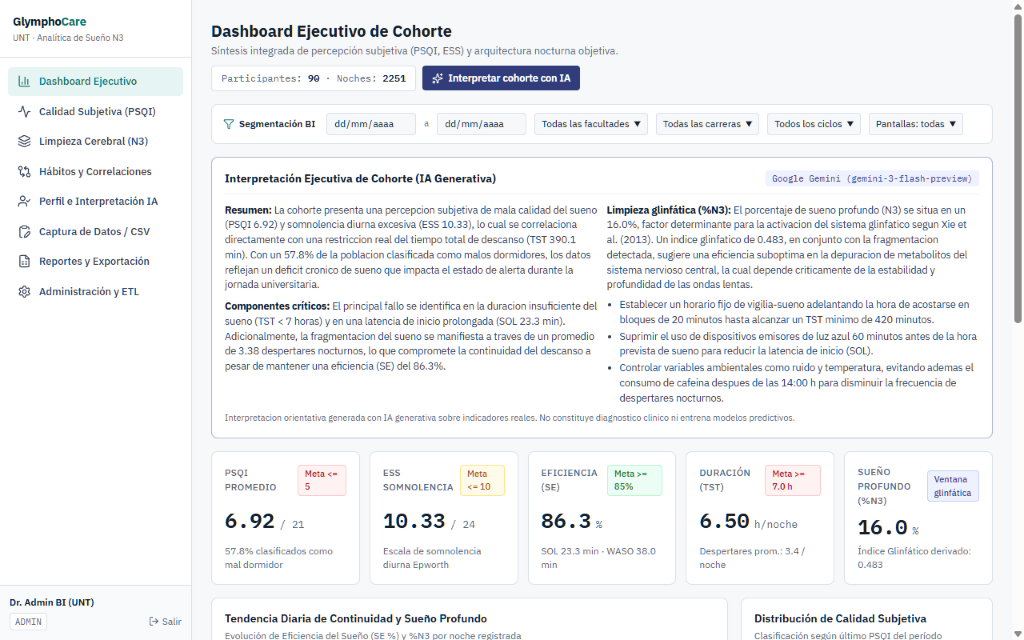 GlymphoCare
UNT · Analítica de Sueño N3
Dashboard Ejecutivo
Calidad Subjetiva (PSQI)
Limpieza Cerebral (N3)
Hábitos y Correlaciones
Perfil e Interpretación IA
Captura de Datos / CSV
Reportes y Exportación
Administración y ETL
Dr. Admin BI (UNT)
ADMIN
Salir
Dashboard Ejecutivo de Cohorte
Síntesis integrada de percepción subjetiva (PSQI, ESS) y arquitectura nocturna objetiva.
Participantes: 90 · Noches: 2251
Interpretar cohorte con IA
Segmentación BI
dd/mm/aaaa
a
dd/mm/aaaa
Todas las facultades ▼
Todas las carreras ▼
Todos los ciclos ▼
Pantallas: todas ▼
Interpretación Ejecutiva de Cohorte (IA Generativa)
Google Gemini (gemini-3-flash-preview)
Resumen: La cohorte presenta una percepcion subjetiva de mala calidad del sueno
(PSQI 6.92) y somnolencia diurna excesiva (ESS 10.33), lo cual se correlaciona
directamente con una restriccion real del tiempo total de descanso (TST 390.1
min). Con un 57.8% de la poblacion clasificada como malos dormidores, los datos
reflejan un deficit cronico de sueno que impacta el estado de alerta durante la
jornada universitaria.
Componentes críticos: El principal fallo se identifica en la duracion insuficiente del
sueno (TST < 7 horas) y en una latencia de inicio prolongada (SOL 23.3 min).
Adicionalmente, la fragmentacion del sueno se manifiesta a traves de un promedio
de 3.38 despertares nocturnos, lo que compromete la continuidad del descanso a
pesar de mantener una eficiencia (SE) del 86.3%.
Limpieza glinfática (%N3): El porcentaje de sueno profundo (N3) se situa en un
16.0%, factor determinante para la activacion del sistema glinfatico segun Xie et
al. (2013). Un indice glinfatico de 0.483, en conjunto con la fragmentacion
detectada, sugiere una eficiencia suboptima en la depuracion de metabolitos del
sistema nervioso central, la cual depende criticamente de la estabilidad y
profundidad de las ondas lentas.
• Establecer un horario fijo de vigilia-sueno adelantando la hora de acostarse en
bloques de 20 minutos hasta alcanzar un TST minimo de 420 minutos.
• Suprimir el uso de dispositivos emisores de luz azul 60 minutos antes de la hora
prevista de sueno para reducir la latencia de inicio (SOL).
• Controlar variables ambientales como ruido y temperatura, evitando ademas el
consumo de cafeina despues de las 14:00 h para disminuir la frecuencia de
despertares nocturnos.
Interpretacion orientativa generada con IA generativa sobre indicadores reales. No constituye diagnostico clinico ni entrena modelos predictivos.
PSQI
PROMEDIO
Meta <=
5
6.92 / 21
57.8% clasificados como
mal dormidor
ESS
SOMNOLENCIA
Meta
<= 10
10.33 / 24
Escala de somnolencia
diurna Epworth
EFICIENCIA
(SE)
Meta >=
85%
86.3 %
SOL 23.3 min · WASO 38.0
min
DURACIÓN
(TST)
Meta >=
7.0 h
6.50 h/noche
Despertares prom.: 3.4 /
noche
SUEÑO
PROFUNDO
(%N3)
Ventana
glinfática
16.0 %
Índice Glinfático derivado:
0.483
Tendencia Diaria de Continuidad y Sueño Profundo
Evolución de Eficiencia del Sueño (SE %) y %N3 por noche registrada
Distribución de Calidad Subjetiva
Clasificación según último PSQI del período